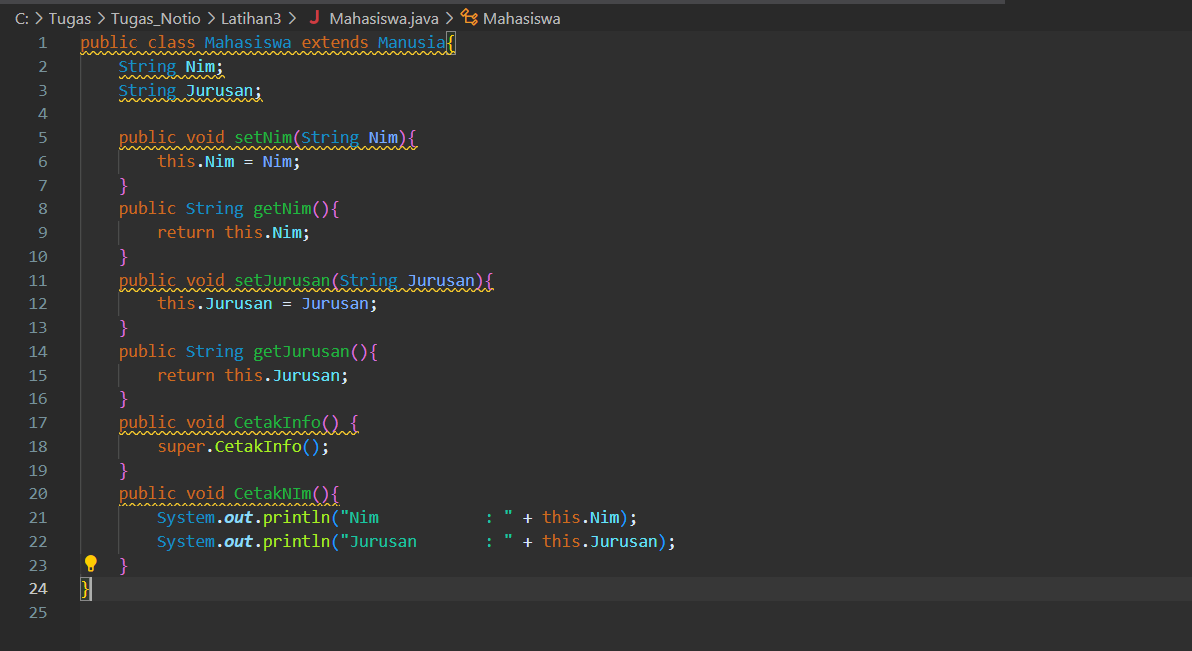 C: > Tugas > Tugas_Notio > Latihan3 > J Mahasiswa.java > Mahasiswa
1 public class Mahasiswa extends Manusia{
2     String Nim;
3     String Jurusan;
4
5     public void setNim(String Nim){
6         this.Nim = Nim;
7     }
8     public String getNim(){
9         return this.Nim;
10     }
11     public void setJurusan(String Jurusan){
12         this.Jurusan = Jurusan;
13     }
14     public String getJurusan(){
15         return this.Jurusan;
16     }
17     public void CetakInfo() {
18         super.CetakInfo();
19     }
20     public void CetakNIm(){
21         System.out.println("Nim           : " + this.Nim);
22         System.out.println("Jurusan       : " + this.Jurusan);
23     }
24 }
25